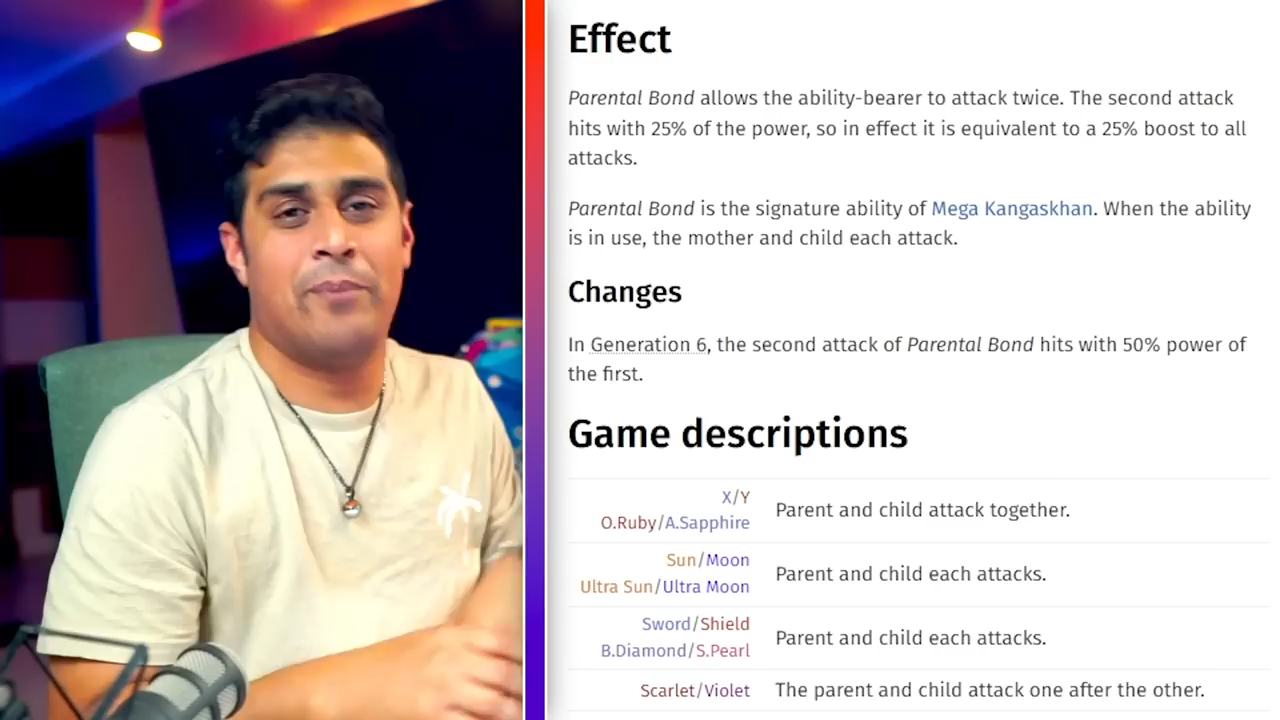 Effect
Parental Bond allows the ability-bearer to attack twice. The second attack
hits with 25% of the power, so in effect it is equivalent to a 25% boost to all
attacks.
Parental Bond is the signature ability of Mega Kangaskhan. When the ability
is in use, the mother and child each attack.
Changes
In Generation 6, the second attack of Parental Bond hits with 50% power of
the first.
Game descriptions
X/Y
O.Ruby/A.Sapphire
Parent and child attack together.
Sun/Moon
Ultra Sun/Ultra Moon
Parent and child each attacks.
Sword/Shield
B.Diamond/S.Pearl
Parent and child each attacks.
Scarlet/Violet
The parent and child attack one after the other.